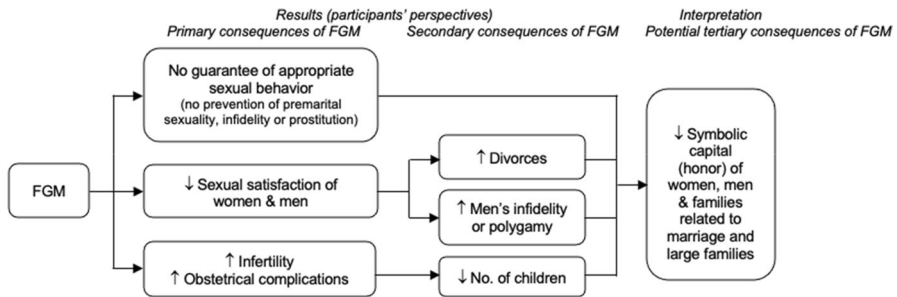 Results (participants' perspectives)
Interpretation
Primary consequences of FGM
Secondary consequences of FGM
Potential tertiary consequences of FGM
No guarantee of appropriate
sexual behavior
(no prevention of premarital
sexuality, infidelity or prostitution)
FGM
↓ Sexual satisfaction of
women & men
↑ Infertility
↑ Obstetrical complications
↑ Divorces
↑ Men's infidelity
or polygamy
↓ No. of children
↓ Symbolic
capital
(honor) of
women, men
& families
related to
marriage and
large families